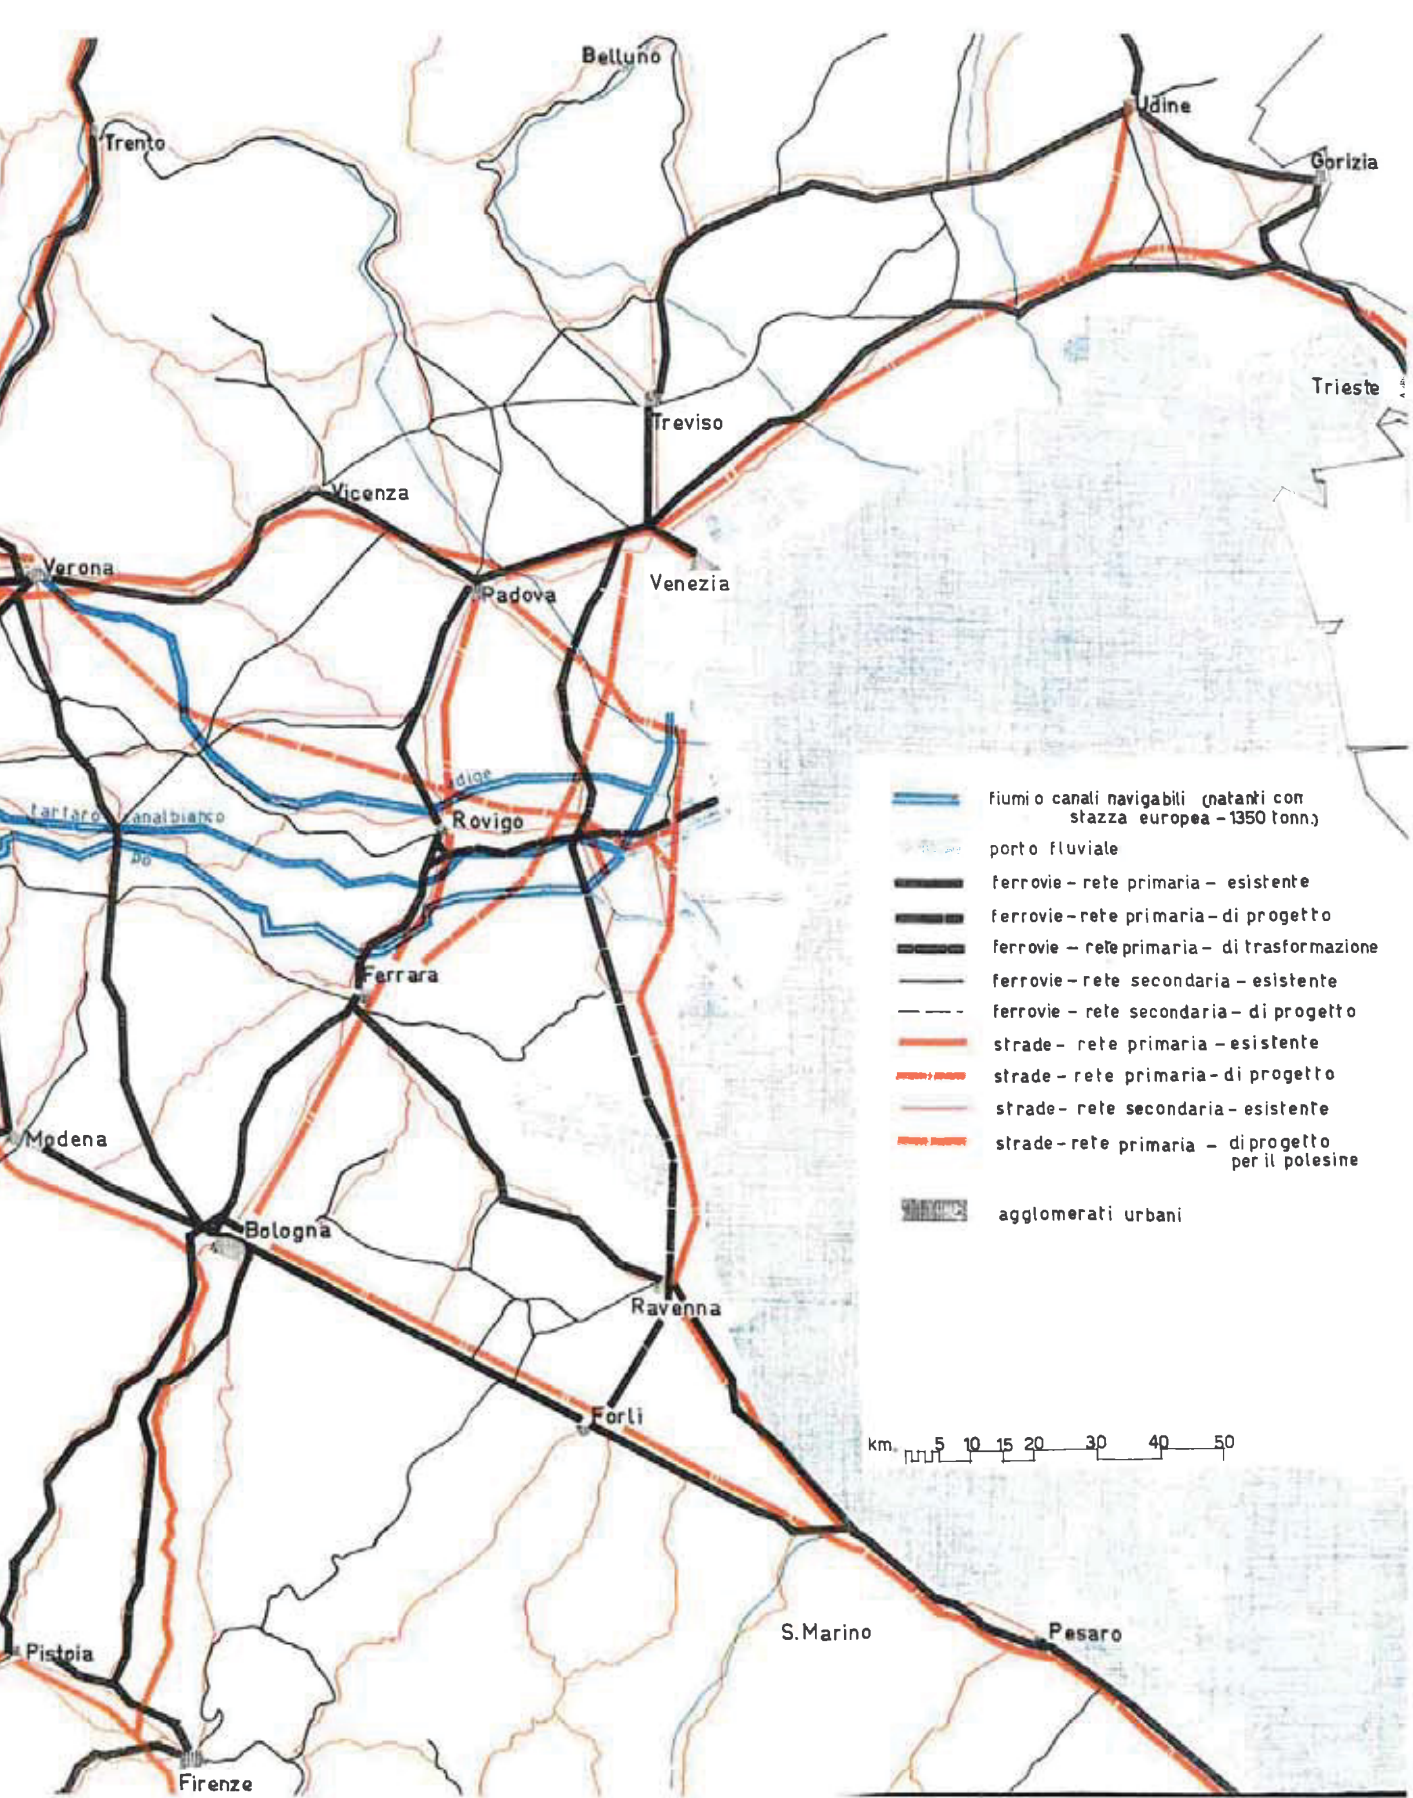 Belluno
Udine
Trento
Gorizia
Trieste
Treviso
Vicenza
Verona
Venezia
Padova
dige
tartaro canalbianco
Rovigo
po
Ferrara
Modena
Bologna
Ravenna
Forlì
S.Marino
Pesaro
Pistoia
Firenze
fiumi o canali navigabili (natanti con
stazza europea - 1350 tonn.)
porto fluviale
ferrovie - rete primaria - esistente
ferrovie - rete primaria - di progetto
ferrovie - rete primaria - di trasformazione
ferrovie - rete secondaria - esistente
ferrovie - rete secondaria - di progetto
strade - rete primaria - esistente
strade - rete primaria - di progetto
strade - rete secondaria - esistente
strade - rete primaria - di progetto
per il polesine
agglomerati urbani
km. 5 10 15 20 30 40 50